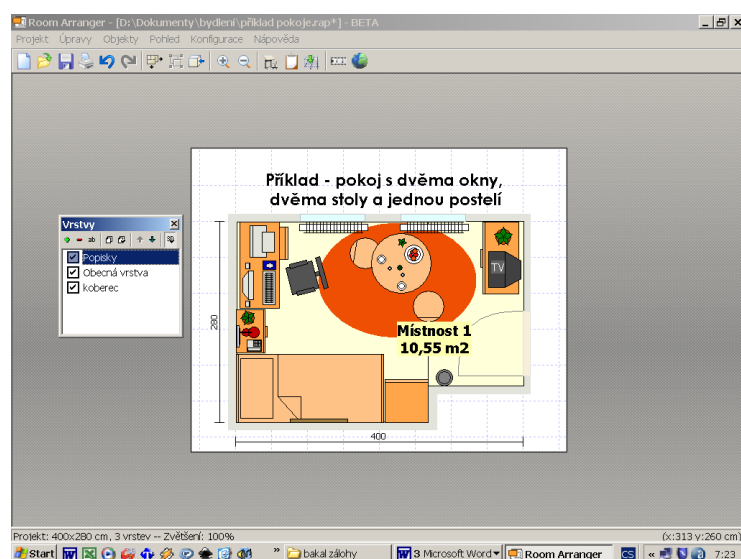 Room Arranger - [D:\Dokumenty\bydlení\příklad pokoje.rap*] - BETA
Projekt Úpravy Objekty Pohled Konfigurace Nápověda
Příklad - pokoj s dvěma okny,
dvěma stoly a jednou postelí
Vrstvy
ab
Popisky
Obecná vrstva
koberec
TV
280
Místnost 1
10,55 m2
400
Projekt: 400x280 cm, 3 vrstev -- Zvětšení: 100%
(x:313 y:260 cm)
Start
bakal zálohy
3 Microsoft Word
Room Arranger
CS
7:23